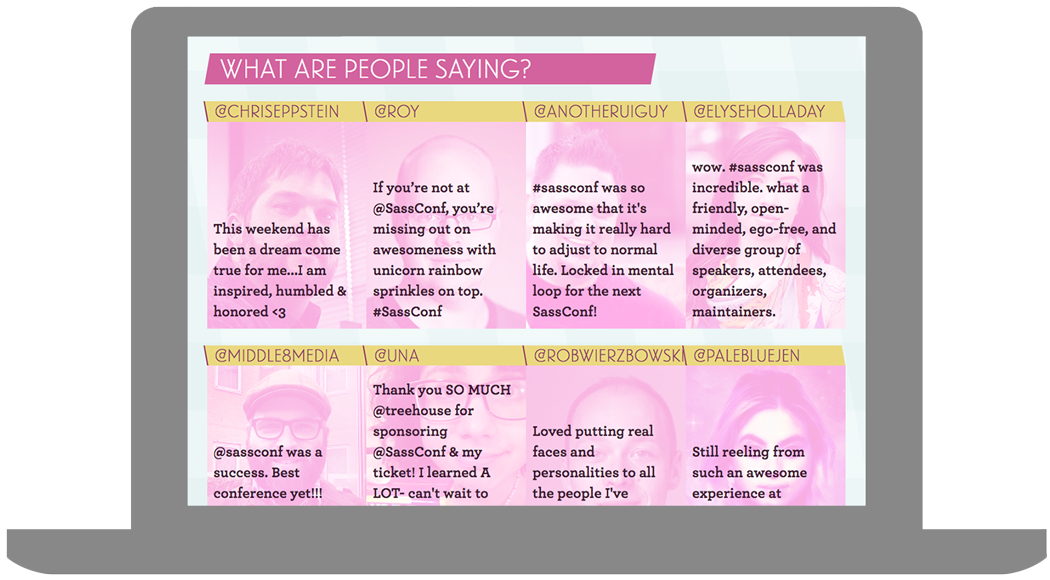 WHAT ARE PEOPLE SAYING?
@CHRISEPPSTEIN
This weekend has
been a dream come
true for me...I am
inspired, humbled &
honored <3
@ROY
If you’re not at
@SassConf, you’re
missing out on
awesomeness with
unicorn rainbow
sprinkles on top.
#SassConf
@ANOTHERUIGUY
#sassconf was so
awesome that it's
making it really hard
to adjust to normal
life. Locked in mental
loop for the next
SassConf!
@ELYSEHOLLADAY
wow. #sassconf was
incredible. what a
friendly, open-
minded, ego-free, and
diverse group of
speakers, attendees,
organizers,
maintainers.
@MIDDLE8MEDIA
@sassconf was a
success. Best
conference yet!!!
@UNA
Thank you SO MUCH
@treehouse for
sponsoring
@SassConf & my
ticket! I learned A
LOT- can't wait to
@ROBWIERZBOWSKI
Loved putting real
faces and
personalities to all
the people I've
@PALEBLUEJEN
Still reeling from
such an awesome
experience at